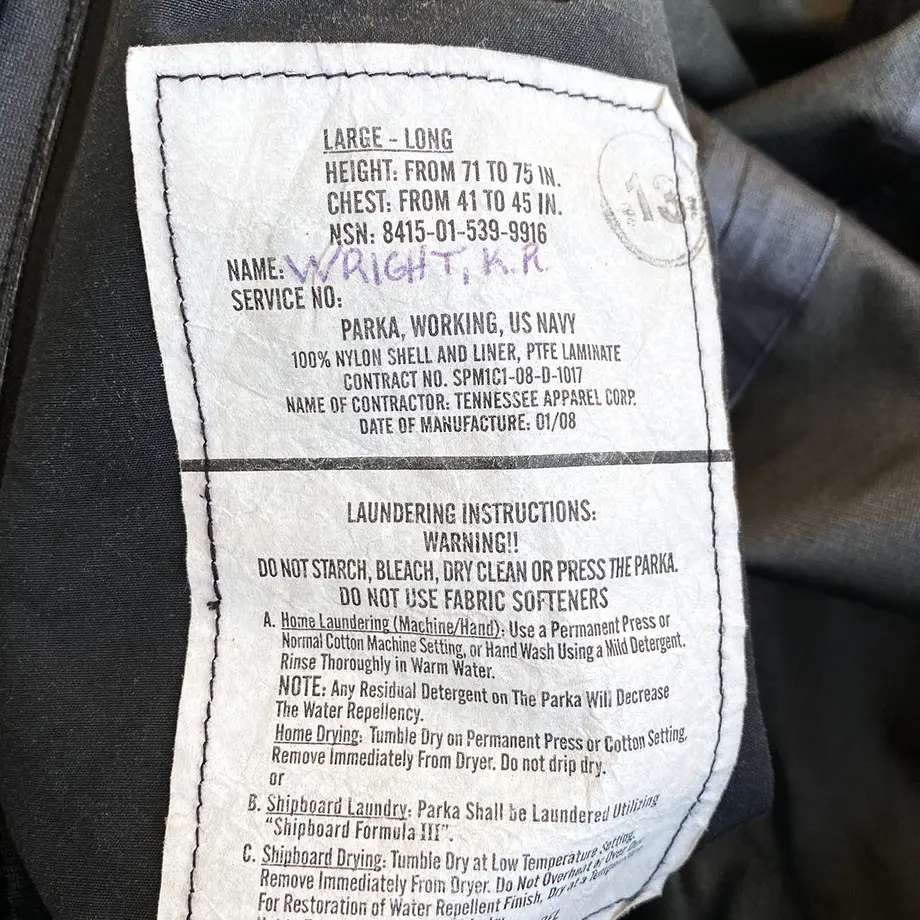 LARGE - LONG
HEIGHT: FROM 71 TO 75 IN.
CHEST: FROM 41 TO 45 IN.
NSN: 8415-01-539-9916
13
NAME: WRIGHT, K.R.
SERVICE NO:
PARKA, WORKING, US NAVY
100% NYLON SHELL AND LINER, PTFE LAMINATE
CONTRACT NO. SPM1C1-08-D-1017
NAME OF CONTRACTOR: TENNESSEE APPAREL CORP.
DATE OF MANUFACTURE: 01/08
LAUNDERING INSTRUCTIONS:
WARNING!!
DO NOT STARCH, BLEACH, DRY CLEAN OR PRESS THE PARKA.
DO NOT USE FABRIC SOFTENERS
A. Home Laundering (Machine/Hand): Use a Permanent Press or
Normal Cotton Machine Setting, or Hand Wash Using a Mild Detergent.
Rinse Thoroughly in Warm Water.
NOTE: Any Residual Detergent on The Parka Will Decrease
The Water Repellency.
Home Drying: Tumble Dry on Permanent Press or Cotton Setting,
Remove Immediately From Dryer. Do not drip dry.
or
B. Shipboard Laundry: Parka Shall be Laundered Utilizing
"Shipboard Formula III".
C. Shipboard Drying: Tumble Dry at Low Temperature Setting.
Remove Immediately From Dryer. Do Not Overheat or Over Dry.
For Restoration of Water Repellent Finish, Dry at a